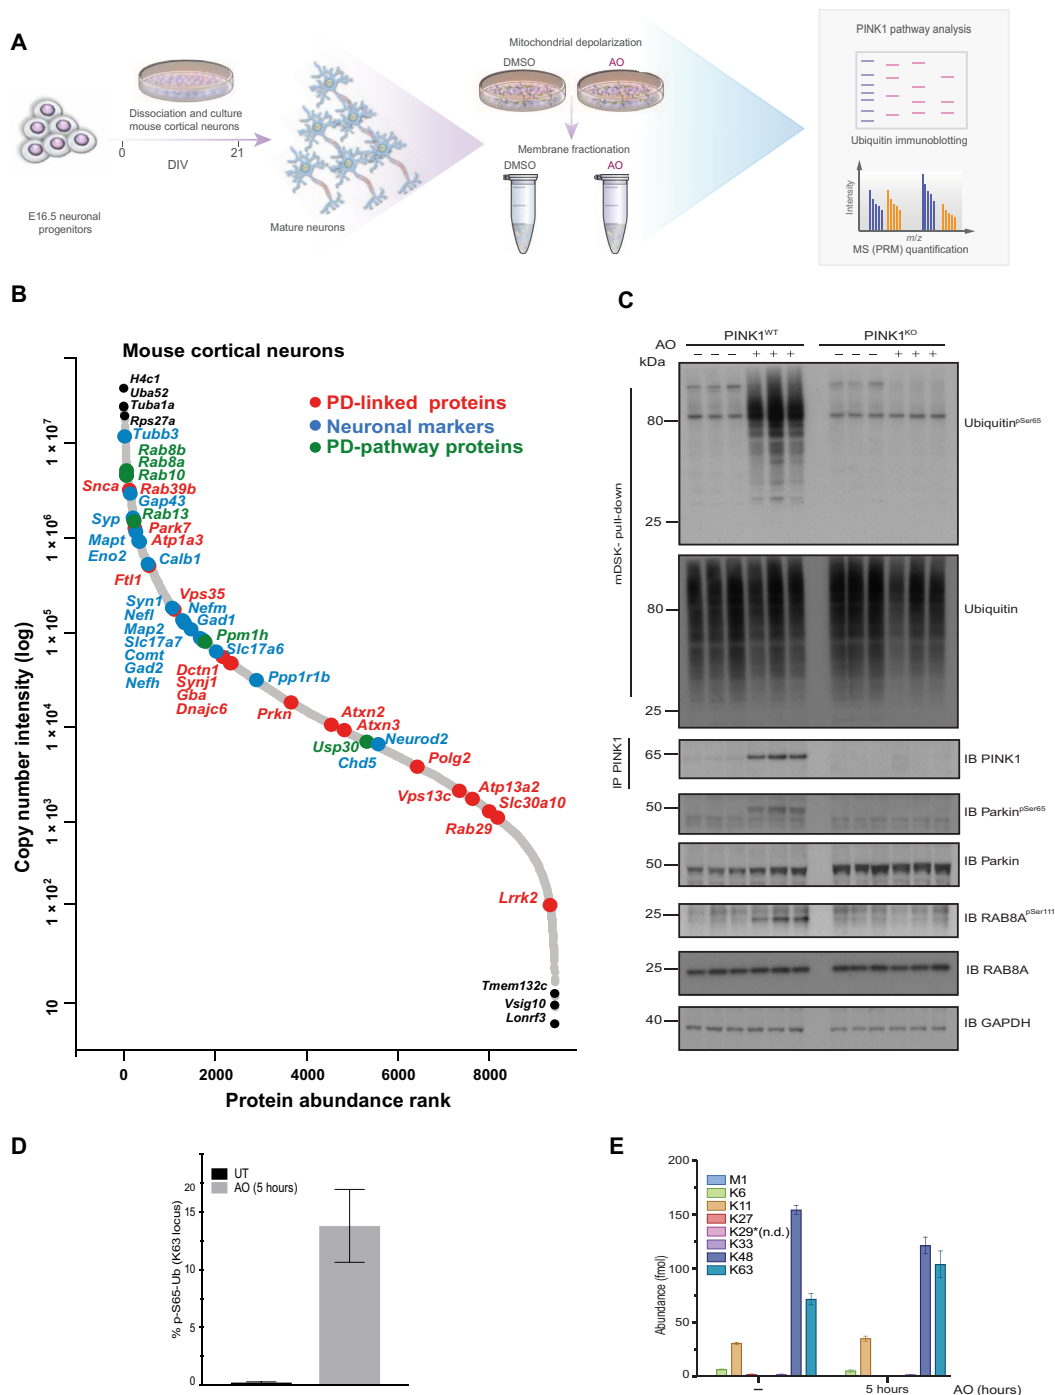 A
E16.5 neuronal
progenitors
Dissociation and culture
mouse cortical neurons
0
21
DIV
Mature neurons
Mitochondrial depolarization
DMSO
AO
Membrane fractionation
DMSO
AO
PINK1 pathway analysis
Ubiquitin immunoblotting
Intensity
m/z
MS (PRM) quantification
B
Mouse cortical neurons
PD-linked proteins
Neuronal markers
PD-pathway proteins
H4c1
Uba52
Tuba1a
Rps27a
Tubb3
Rab8b
Rab8a
Rab10
Snca
Rab39b
Gap43
Rab13
Syp
Park7
Mapt
Atp1a3
Eno2
Calb1
Ftl1
Vps35
Syn1
Nefm
Nefl
Gad1
Map2
Ppm1h
Slc17a7
Slc17a6
Comt
Gad2
Nefh
Dctn1
Synj1
Gba
Dnajc6
Ppp1r1b
Prkn
Atxn2
Atxn3
Usp30
Neurod2
Chd5
Polg2
Vps13c
Atp13a2
Slc30a10
Rab29
Lrrk2
Tmem132c
Vsig10
Lonrf3
Copy number intensity (log)
1 × 10⁷
1 × 10⁶
1 × 10⁵
1 × 10⁴
1 × 10³
1 × 10²
10
0
2000
4000
6000
8000
Protein abundance rank
C
PINK1ᵂᵀ
PINK1ᴷᴼ
AO
– – – + + +
– – – + + +
kDa
mDSK- pull-down
80
25
Ubiquitinᵖˢᵉʳ⁶⁵
80
25
Ubiquitin
IP PINK1
65
IB PINK1
50
IB Parkinᵖˢᵉʳ⁶⁵
50
IB Parkin
25
IB RAB8Aᵖˢᵉʳ¹¹¹
25
IB RAB8A
40
IB GAPDH
D
UT
AO (5 hours)
% p-S65-Ub (K63 locus)
20
15
10
5
0
E
M1
K6
K11
K27
K29*(n.d.)
K33
K48
K63
Abundance (fmol)
200
150
100
50
0
–
5 hours
AO (hours)